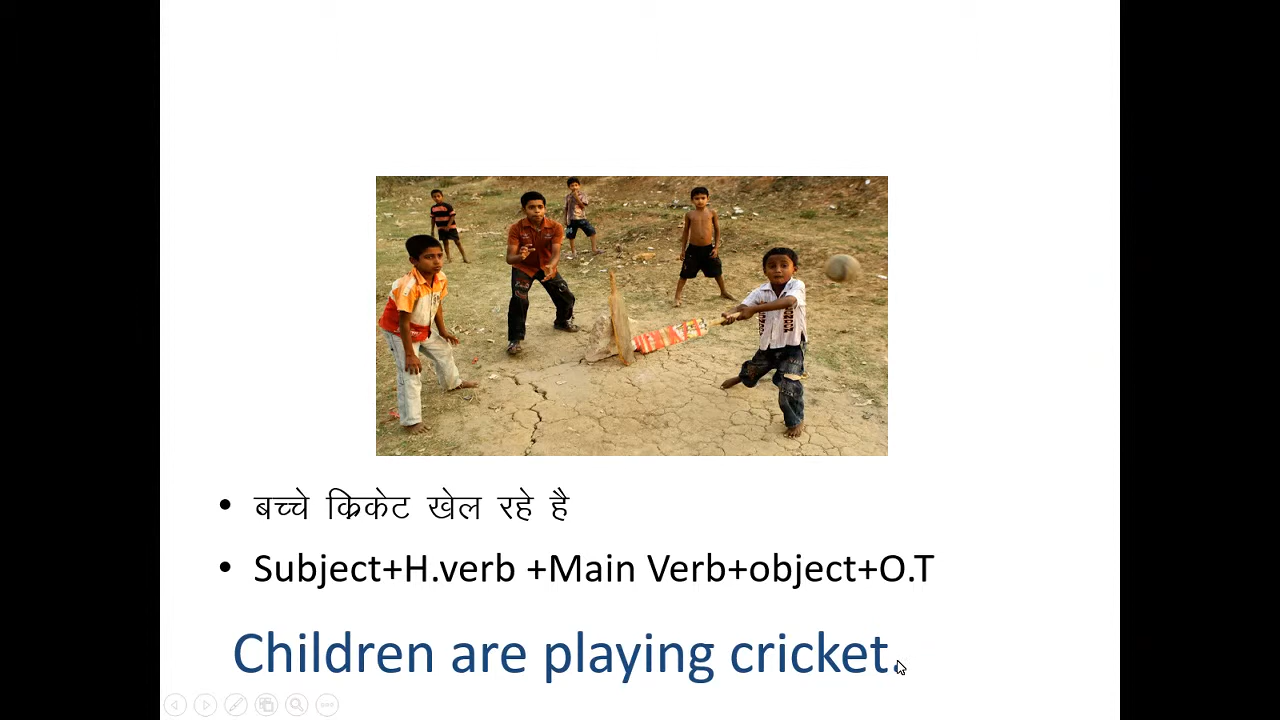 बच्चे क्रिकेट खेल रहे है
Subject+H.verb +Main Verb+object+O.T
Children are playing cricket.